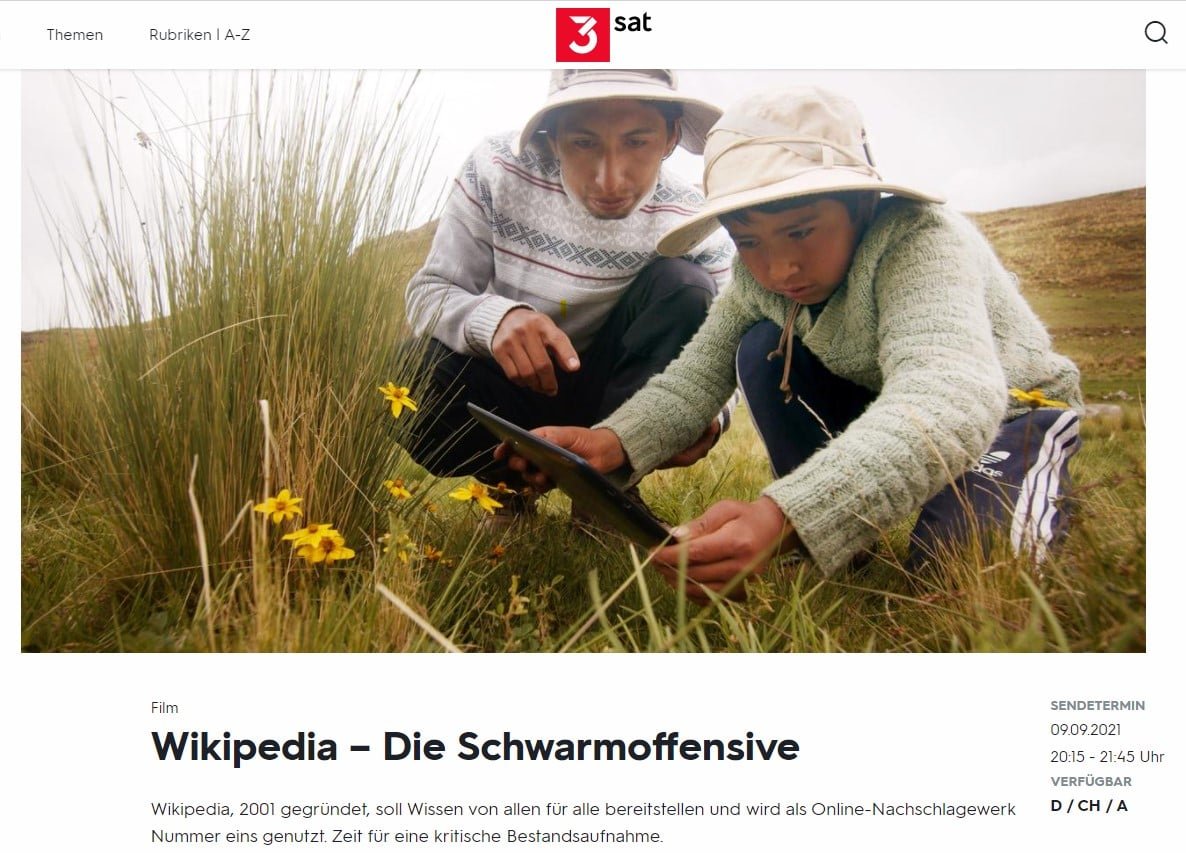 Themen
Rubriken | A-Z
3 sat
adidas
Film
Wikipedia – Die Schwarmoffensive
Wikipedia, 2001 gegründet, soll Wissen von allen für alle bereitstellen und wird als Online-Nachschlagewerk
Nummer eins genutzt. Zeit für eine kritische Bestandsaufnahme.
SENDETERMIN
09.09.2021
20:15 - 21:45 Uhr
VERFÜGBAR
D / CH / A